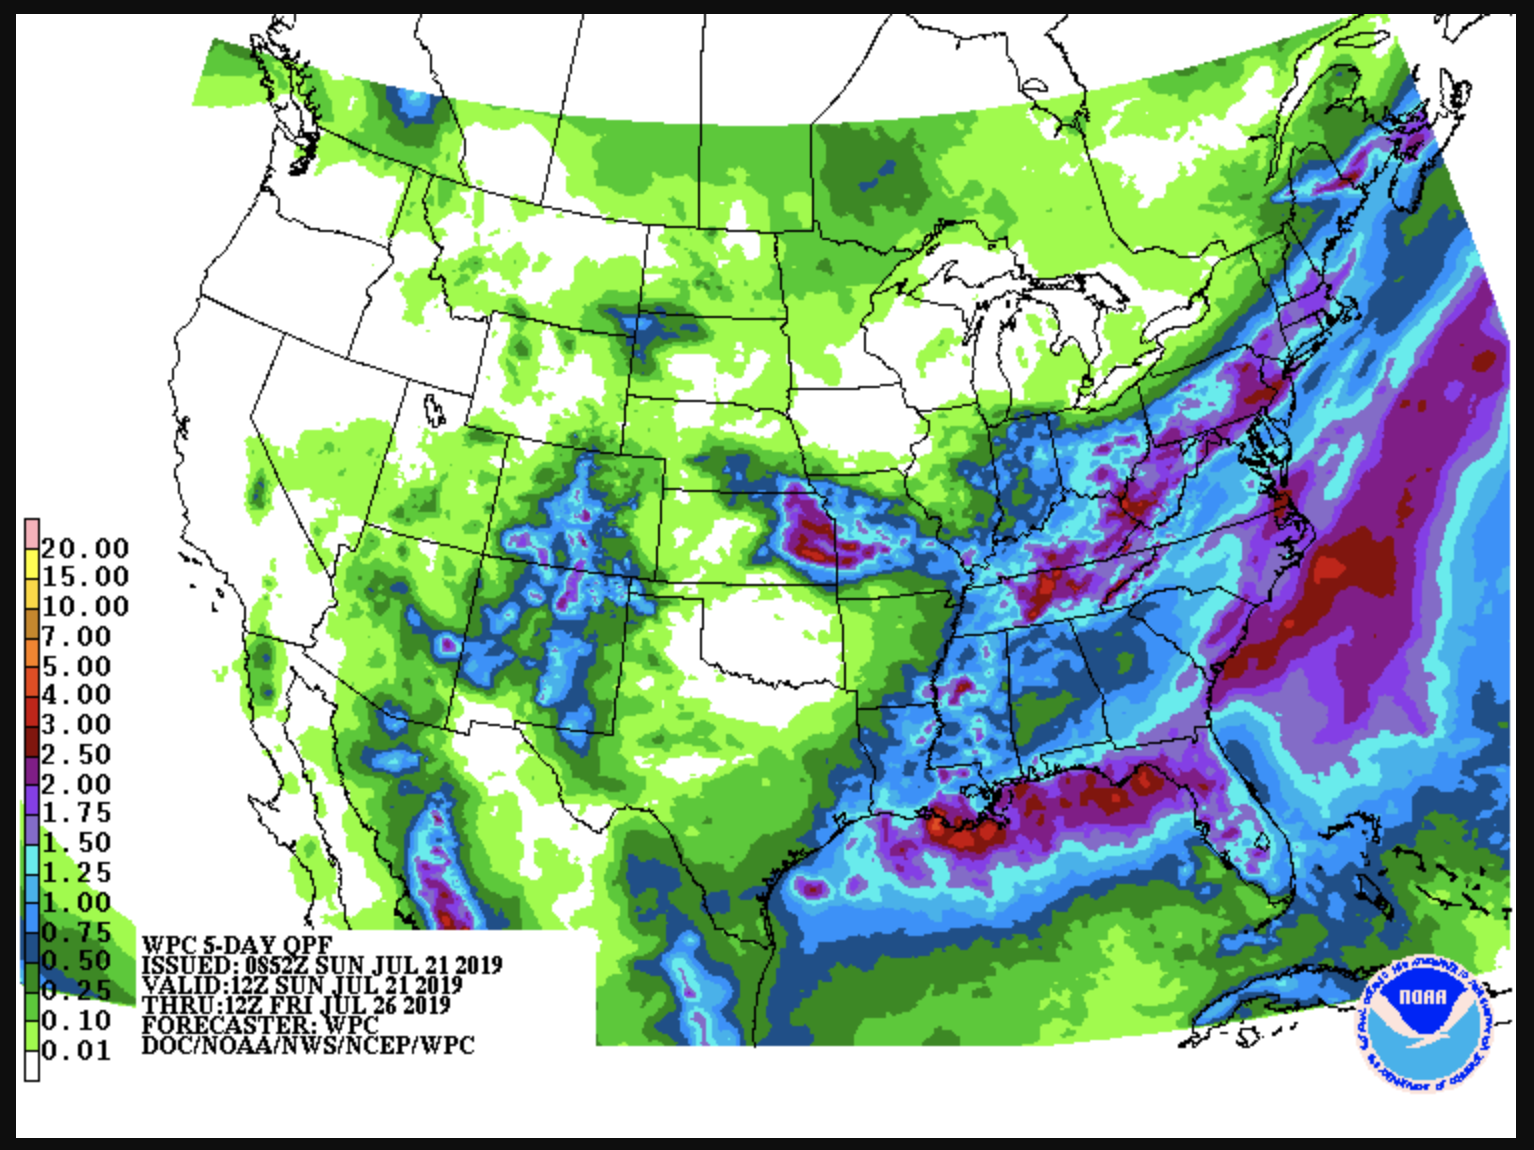 20.00
15.00
10.00
7.00
5.00
4.00
3.00
2.50
2.00
1.75
1.50
1.25
1.00
0.75
0.50
0.25
0.10
0.01
WPC 5-DAY QPF
ISSUED: 0852Z SUN JUL 21 2019
VALID:12Z SUN JUL 21 2019
THRU:12Z FRI JUL 26 2019
FORECASTER: WPC
DOC/NOAA/NWS/NCEP/WPC
NOAA